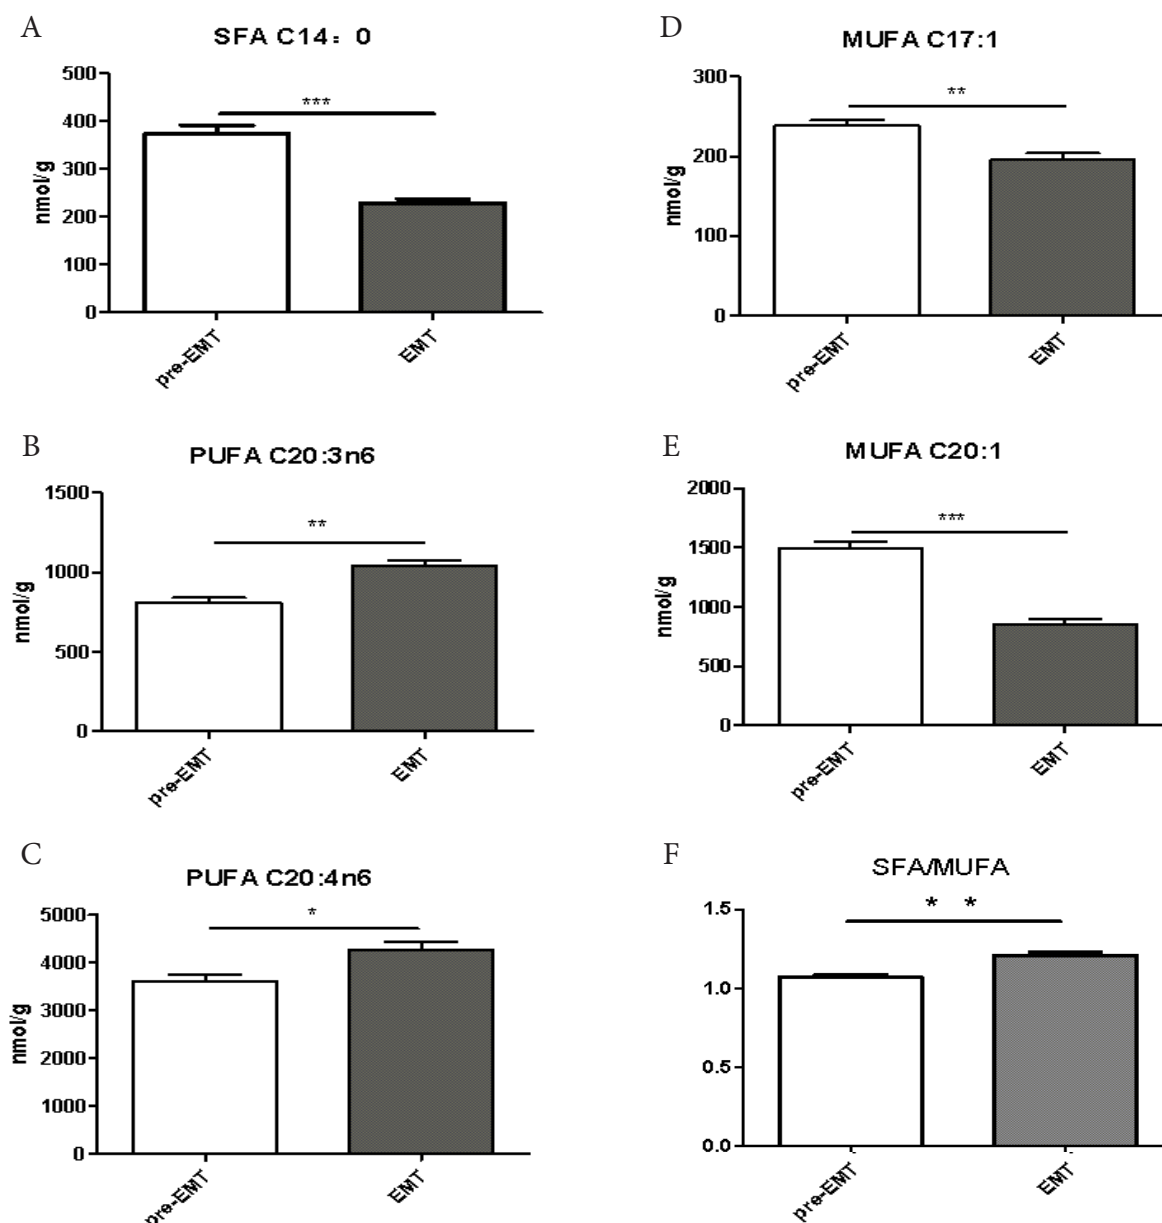 A
SFA C14：0
500
400
300
200
100
0
nmol/g
***
pre-EMT
EMT
B
PUFA C20:3n6
1500
1000
500
0
nmol/g
**
pre-EMT
EMT
C
PUFA C20:4n6
5000
4000
3000
2000
1000
0
nmol/g
*
pre-EMT
EMT
D
MUFA C17:1
300
200
100
0
nmol/g
**
pre-EMT
EMT
E
MUFA C20:1
2000
1500
1000
500
0
nmol/g
***
pre-EMT
EMT
F
SFA/MUFA
1.5
1.0
0.5
0.0
* *
pre-EMT
EMT